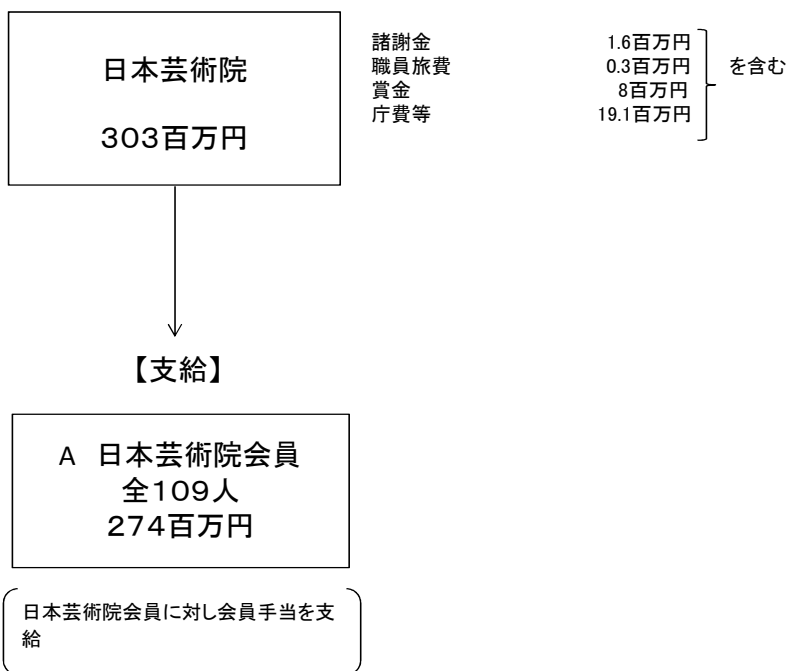 日本芸術院
303百万円
諸謝金 1.6百万円
職員旅費 0.3百万円 を含む
賞金 8百万円
庁費等 19.1百万円
【支給】
A 日本芸術院会員
全109人
274百万円
日本芸術院会員に対し会員手当を支
給